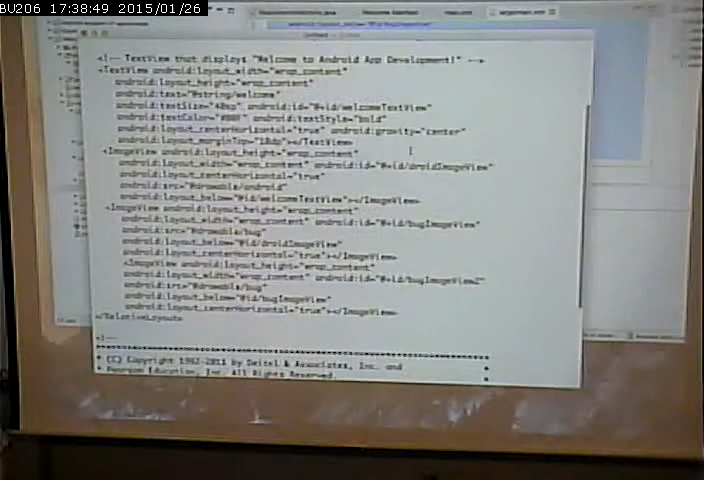 BU206 17:38:49 2015/01/26
<!-- TextView that displays "Welcome to Android App Development!" -->
<TextView android:layout_width="wrap_content"
android:layout_height="wrap_content"
android:text="@string/welcome"
android:textSize="40sp" android:id="@+id/welcomeTextView"
android:textColor="#00F" android:textStyle="bold"
android:layout_centerHorizontal="true" android:gravity="center"
android:layout_marginTop="10dp"></TextView>
<ImageView android:layout_height="wrap_content"
android:layout_width="wrap_content" android:id="@+id/droidImageView"
android:layout_centerHorizontal="true"
android:src="@drawable/android"
android:layout_below="@id/welcomeTextView"></ImageView>
<ImageView android:layout_height="wrap_content"
android:layout_width="wrap_content" android:id="@+id/bugImageView"
android:src="@drawable/bug"
android:layout_below="@id/droidImageView"
android:layout_centerHorizontal="true"></ImageView>
<ImageView android:layout_height="wrap_content"
android:layout_width="wrap_content" android:id="@+id/bugImageView2"
android:src="@drawable/bug"
android:layout_below="@id/bugImageView"
android:layout_centerHorizontal="true"></ImageView>
</RelativeLayout>
<!--
* (C) Copyright 1992-2011 by Deitel & Associates, Inc. and
* Pearson Education, Inc. All Rights Reserved. *